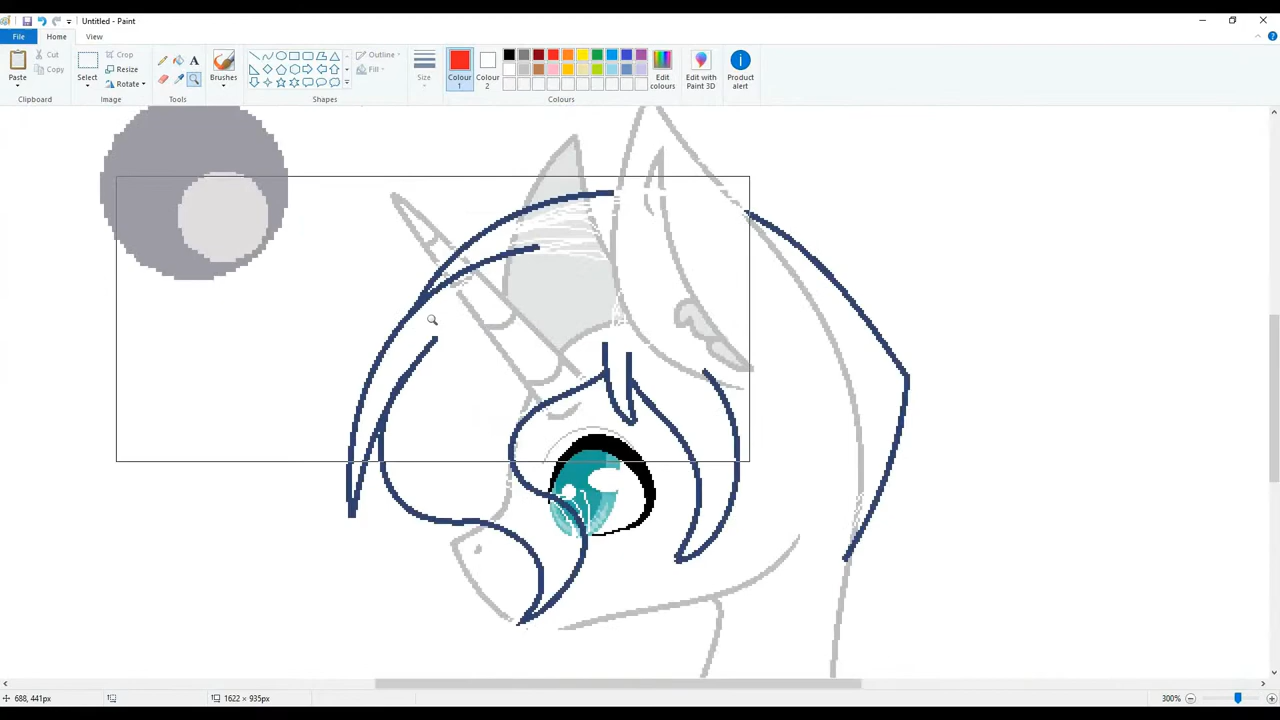 Untitled - Paint
File
Home
View
Paste
Cut
Copy
Clipboard
Select
Crop
Resize
Rotate
Image
Tools
A
Brushes
Outline
Fill
Shapes
Size
Colour 1
Colour 2
Edit colours
Colours
Edit with Paint 3D
Product alert
688, 441px
1622 × 935px
300%